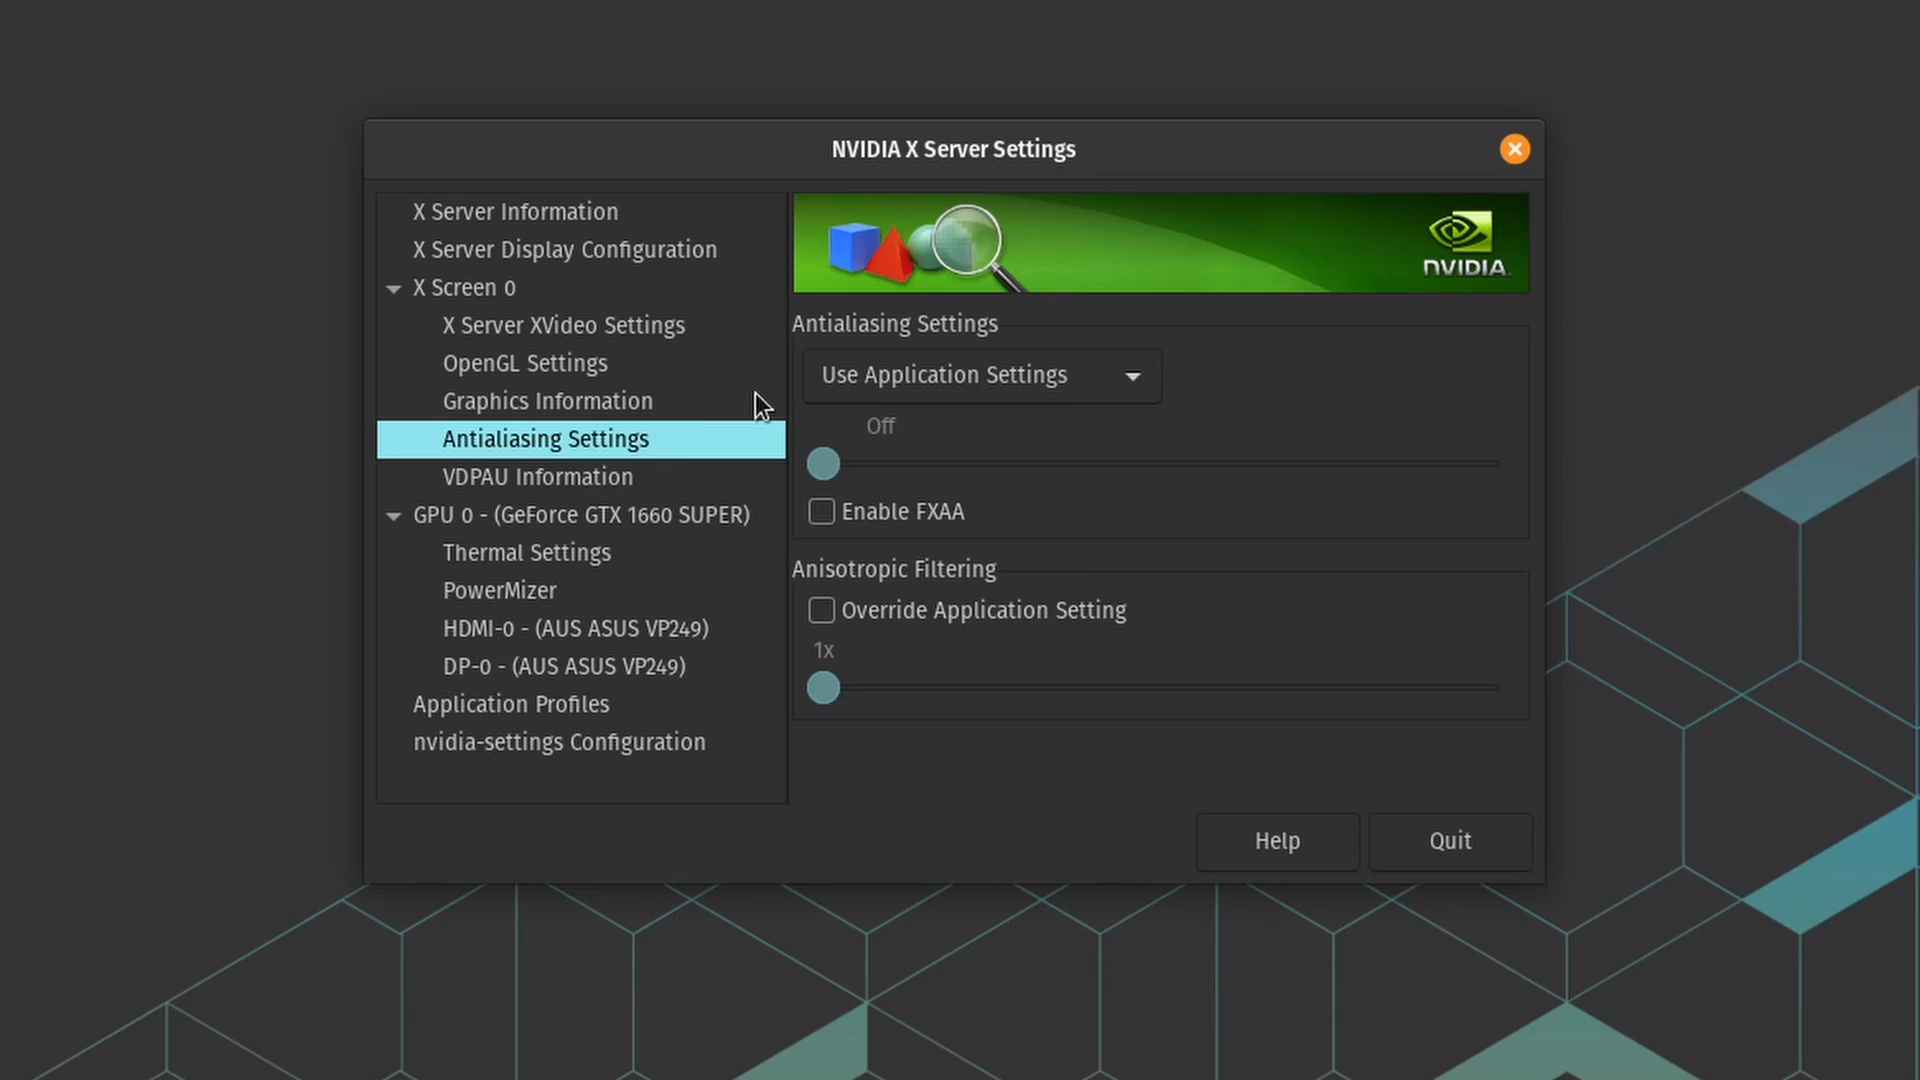 NVIDIA X Server Settings
X Server Information
X Server Display Configuration
X Screen 0
X Server XVideo Settings
OpenGL Settings
Graphics Information
Antialiasing Settings
VDPAU Information
GPU 0 - (GeForce GTX 1660 SUPER)
Thermal Settings
PowerMizer
HDMI-0 - (AUS ASUS VP249)
DP-0 - (AUS ASUS VP249)
Application Profiles
nvidia-settings Configuration
NVIDIA.
Antialiasing Settings
Use Application Settings
Off
Enable FXAA
Anisotropic Filtering
Override Application Setting
1x
Help
Quit